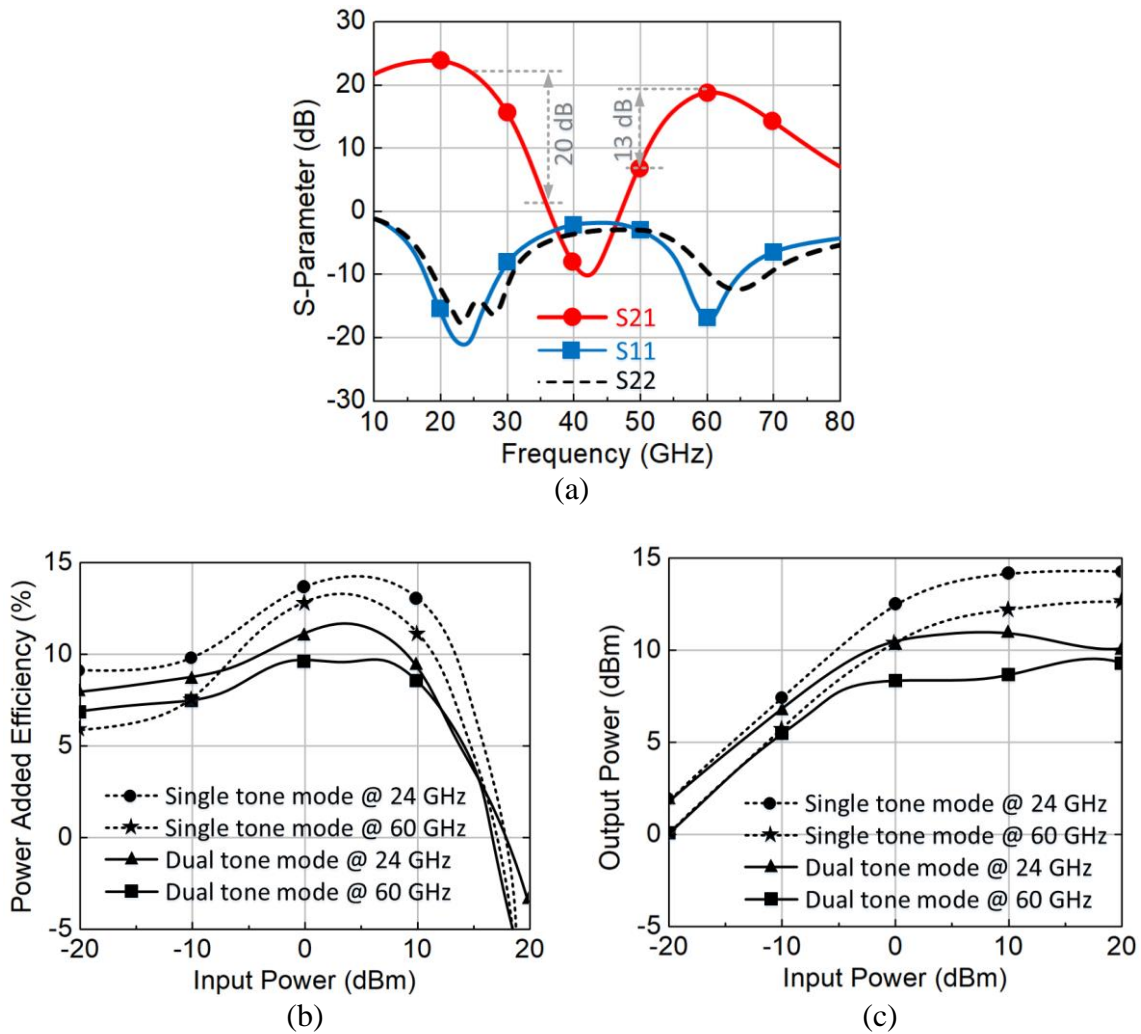 30
20
10
0
-10
-20
-30
S-Parameter (dB)
20 dB
13 dB
S21
S11
S22
10 20 30 40 50 60 70 80
Frequency (GHz)
(a)
15
10
5
0
-5
Power Added Efficiency (%)
Single tone mode @ 24 GHz
Single tone mode @ 60 GHz
Dual tone mode @ 24 GHz
Dual tone mode @ 60 GHz
-20 -10 0 10 20
Input Power (dBm)
(b)
15
10
5
0
-5
Output Power (dBm)
Single tone mode @ 24 GHz
Single tone mode @ 60 GHz
Dual tone mode @ 24 GHz
Dual tone mode @ 60 GHz
-20 -10 0 10 20
Input Power (dBm)
(c)